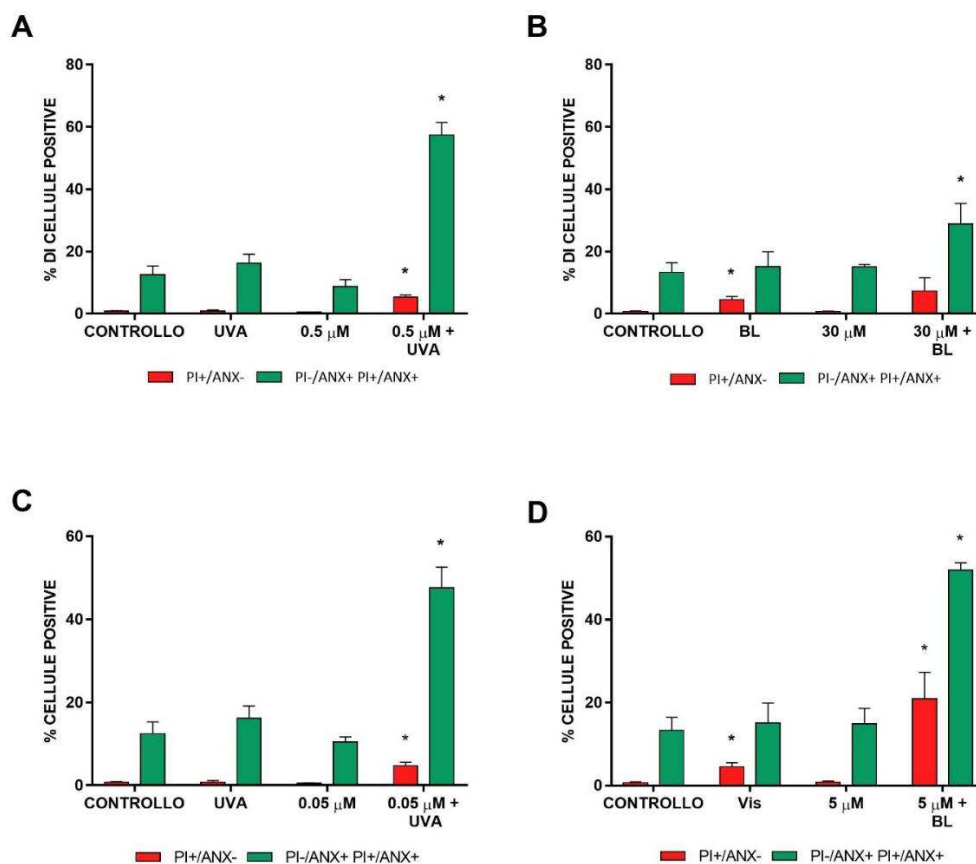 A
% DI CELLULE POSITIVE
80
60
40
20
0
CONTROLLO UVA 0.5 μM 0.5 μM +
UVA
PI+/ANX- PI-/ANX+ PI+/ANX+
B
% DI CELLULE POSITIVE
80
60
40
20
0
* *
CONTROLLO BL 30 μM 30 μM +
BL
PI+/ANX- PI-/ANX+ PI+/ANX+
C
% CELLULE POSITIVE
60
40
20
0
* *
CONTROLLO UVA 0.05 μM 0.05 μM +
UVA
PI+/ANX- PI-/ANX+ PI+/ANX+
D
% CELLULE POSITIVE
60
40
20
0
* * *
CONTROLLO Vis 5 μM 5 μM +
BL
PI+/ANX- PI-/ANX+ PI+/ANX+